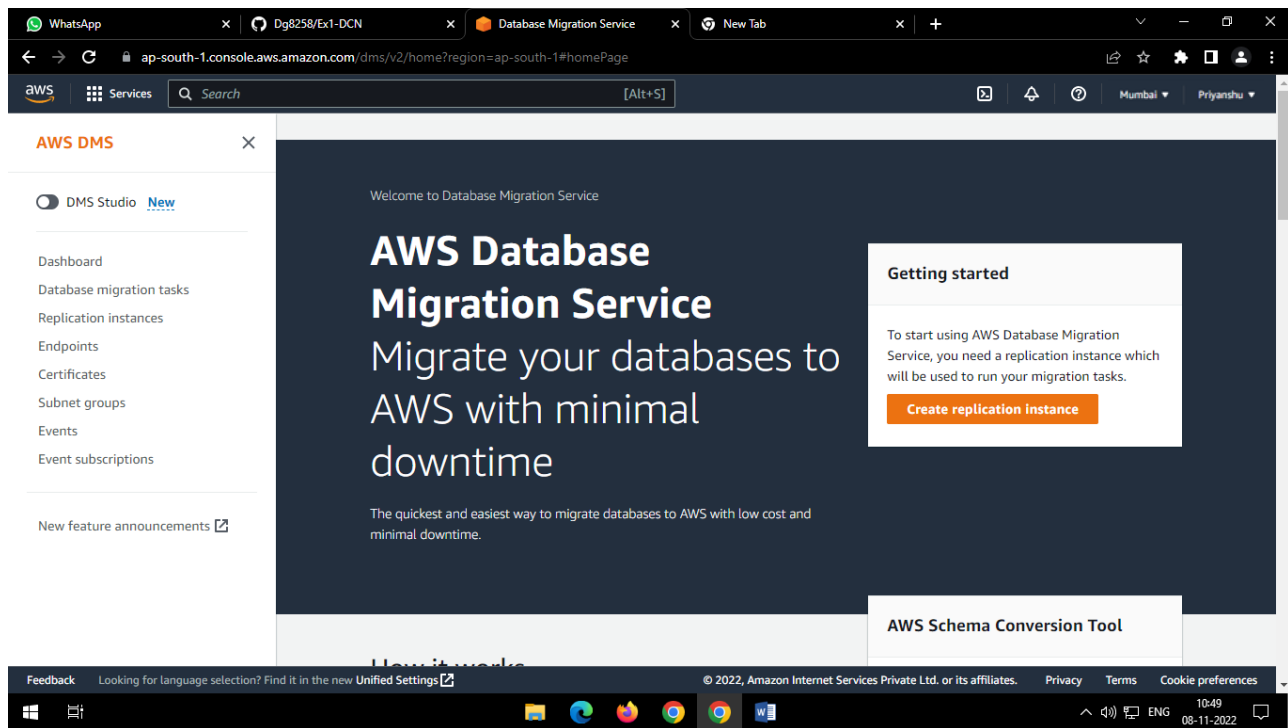 WhatsApp
Dg8258/Ex1-DCN
Database Migration Service
New Tab
ap-south-1.console.aws.amazon.com/dms/v2/home?region=ap-south-1#homePage
aws
Services
Search
[Alt+S]
Mumbai
Priyanshu
AWS DMS
DMS Studio New
Dashboard
Database migration tasks
Replication instances
Endpoints
Certificates
Subnet groups
Events
Event subscriptions
New feature announcements
Welcome to Database Migration Service
AWS Database
Migration Service
Migrate your databases to
AWS with minimal
downtime
The quickest and easiest way to migrate databases to AWS with low cost and
minimal downtime.
Getting started
To start using AWS Database Migration
Service, you need a replication instance which
will be used to run your migration tasks.
Create replication instance
AWS Schema Conversion Tool
How it works
Feedback
Looking for language selection? Find it in the new Unified Settings
© 2022, Amazon Internet Services Private Ltd. or its affiliates.
Privacy
Terms
Cookie preferences
ENG
10:49
08-11-2022